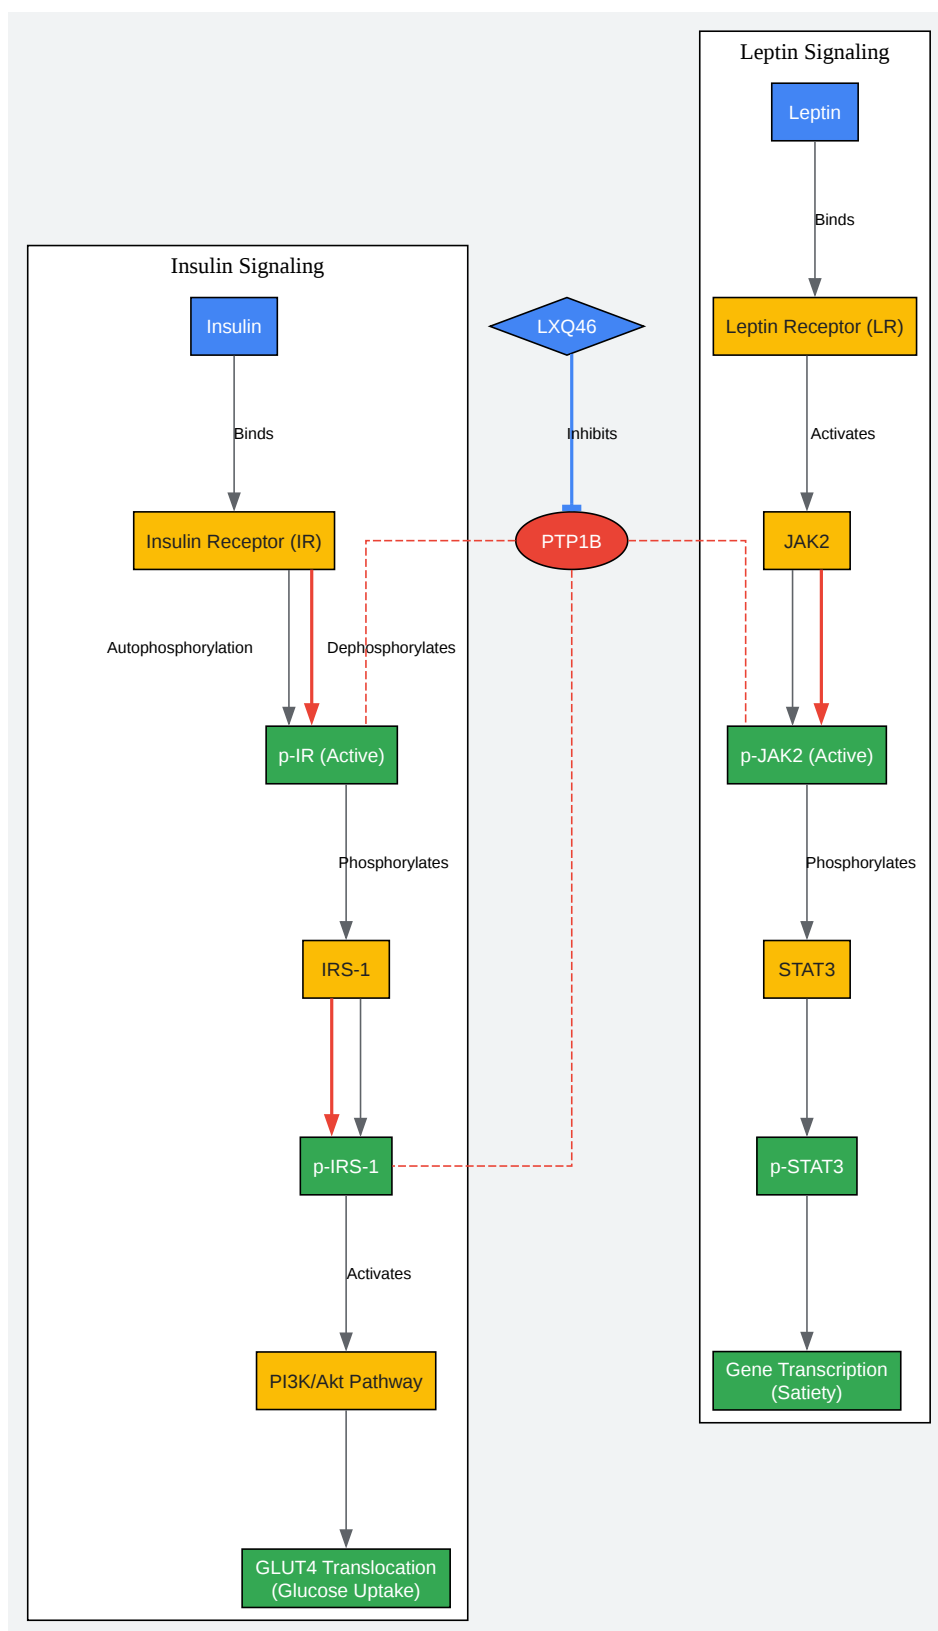 Leptin Signaling
Leptin
Binds
Insulin Signaling
Insulin
LXQ46
Leptin Receptor (LR)
Binds
Inhibits
Activates
Insulin Receptor (IR)
PTP1B
JAK2
Autophosphorylation
Dephosphorylates
p-IR (Active)
p-JAK2 (Active)
Phosphorylates
Phosphorylates
IRS-1
STAT3
p-IRS-1
p-STAT3
Activates
PI3K/Akt Pathway
Gene Transcription
(Satiety)
GLUT4 Translocation
(Glucose Uptake)